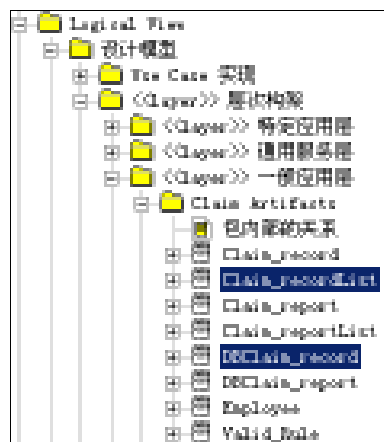 Logical View
设计模型
Use Case 实现
<<layer>> 层次构架
<<layer>> 特定应用层
<<layer>> 通用服务层
<<layer>> 一般应用层
Claim Artifacts
包内部的关系
Claim_record
Claim_recordList
Claim_report
Claim_reportList
DBClaim_record
DBClaim_report
Employee
Valid_Rule